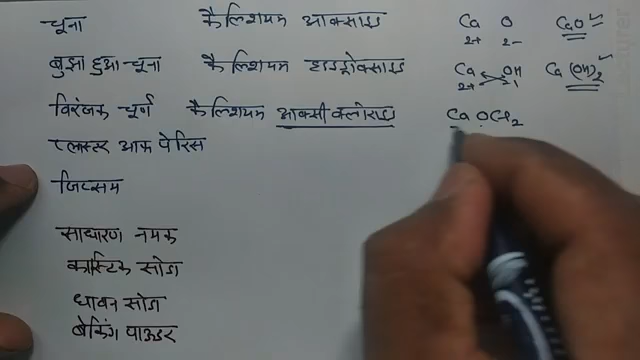 चूना कैल्शियम आक्साइड Ca O CaO
2+ 2-
बुझा हुआ चूना कैल्शियम हाइड्रोक्साइड Ca OH Ca(OH)2
2+ 1-
विरंजक चूर्ण कैल्शियम आक्सी क्लोराइड CaOCl2
प्लास्टर आफ पेरिस
जिप्सम
साधारण नमक
कास्टिक सोडा
धावन सोडा
बेकिंग पाउडर